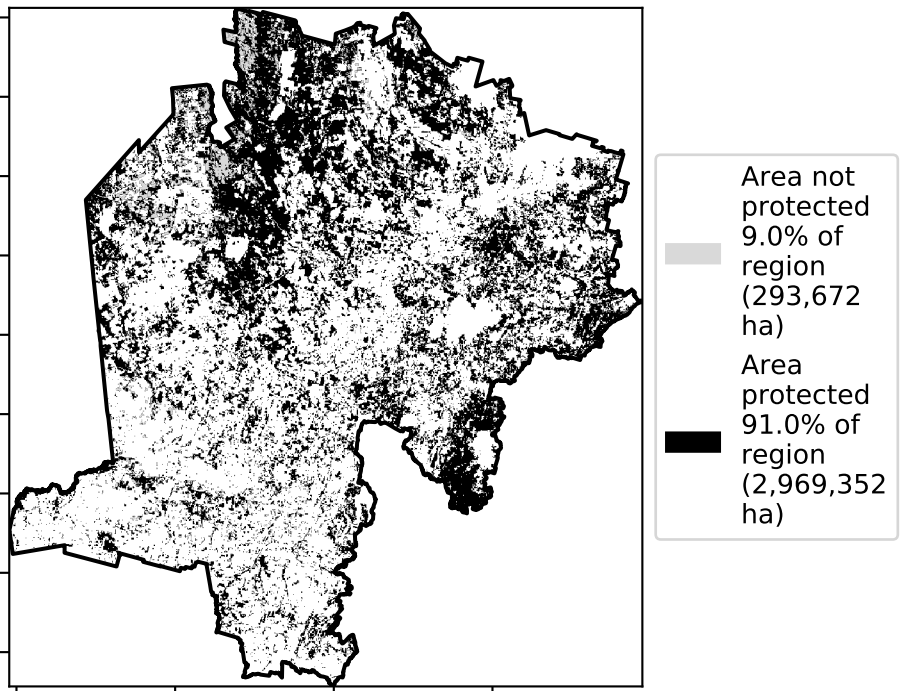 Area not
protected
9.0% of
region
(293,672
ha)
Area
protected
91.0% of
region
(2,969,352
ha)